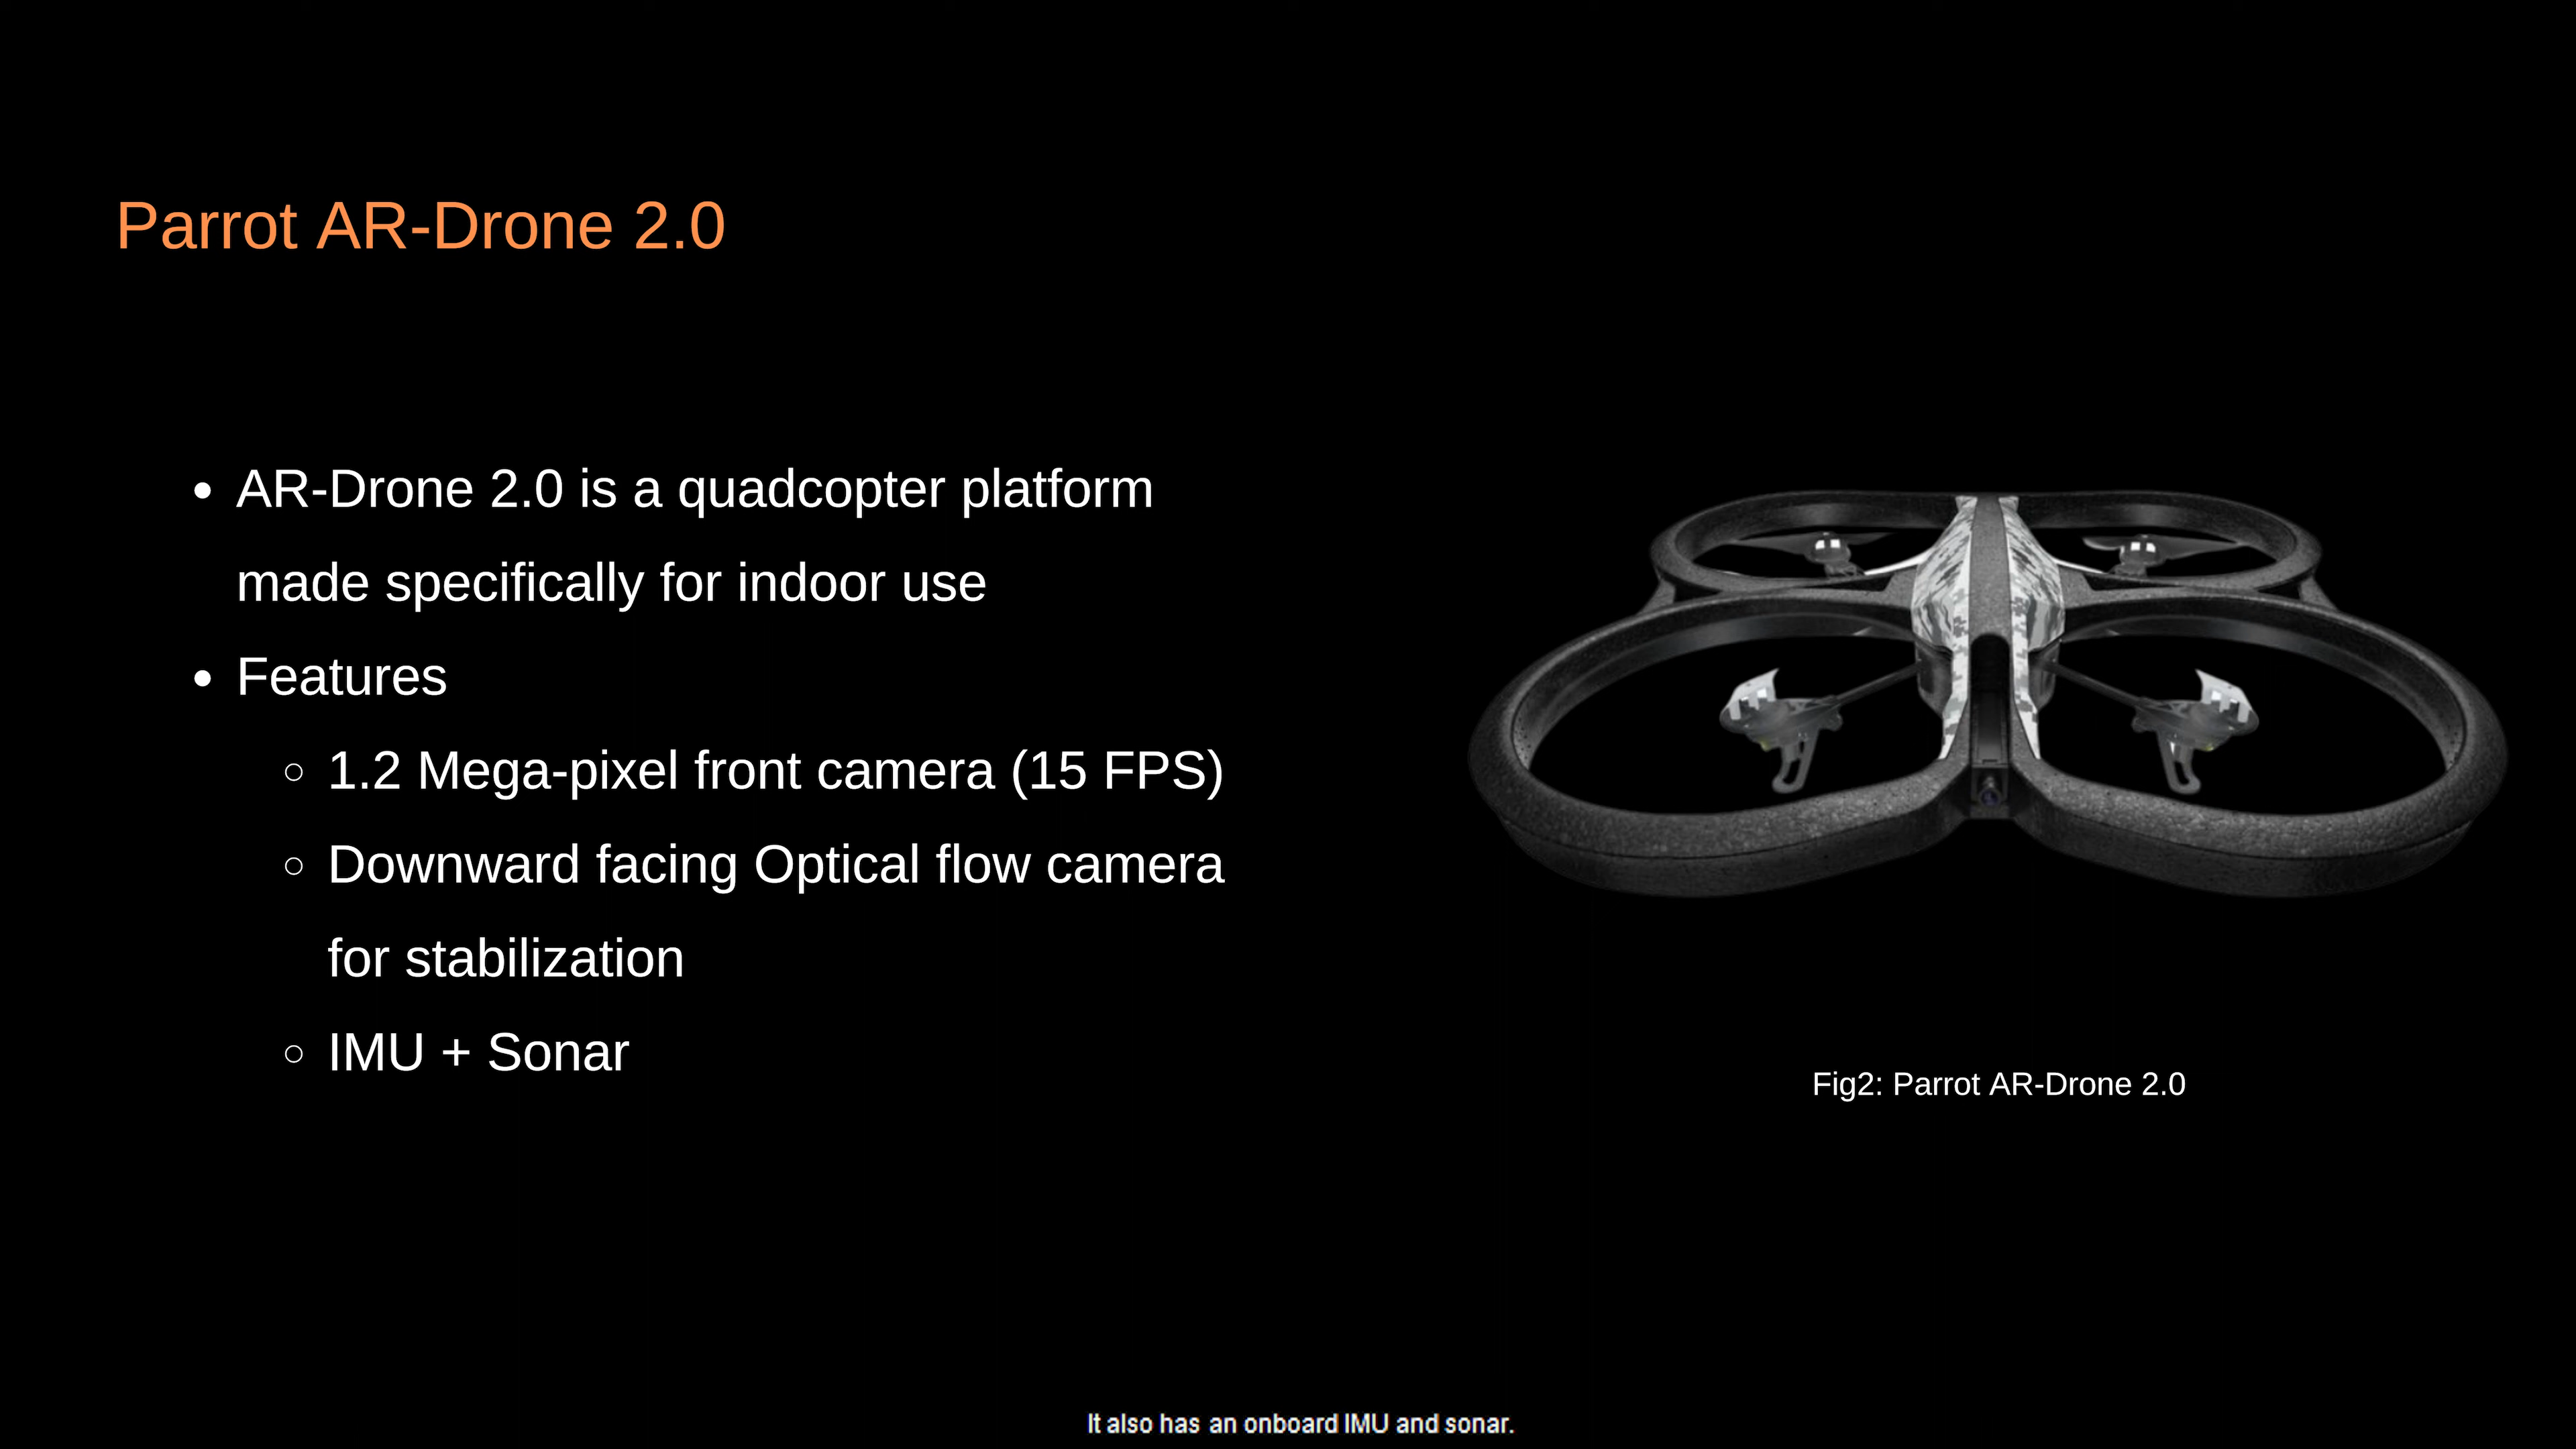 Parrot AR-Drone 2.0
• AR-Drone 2.0 is a quadcopter platform
made specifically for indoor use
• Features
○ 1.2 Mega-pixel front camera (15 FPS)
○ Downward facing Optical flow camera
for stabilization
○ IMU + Sonar
Fig2: Parrot AR-Drone 2.0
It also has an onboard IMU and sonar.